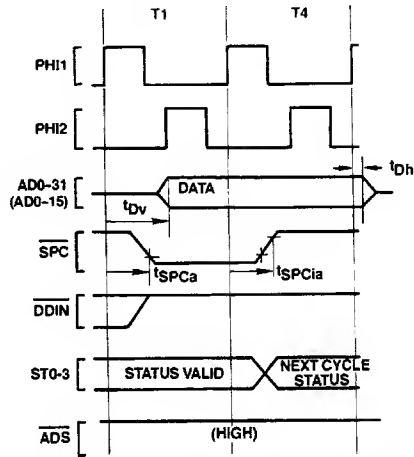 T1 T4
PHI1
PHI2
AD0-31
(AD0-15)
DATA
tDh
tDv
SPC
tSPCa
tSPCia
DDIN
ST0-3
STATUS VALID
NEXT CYCLE
STATUS
ADS
(HIGH)